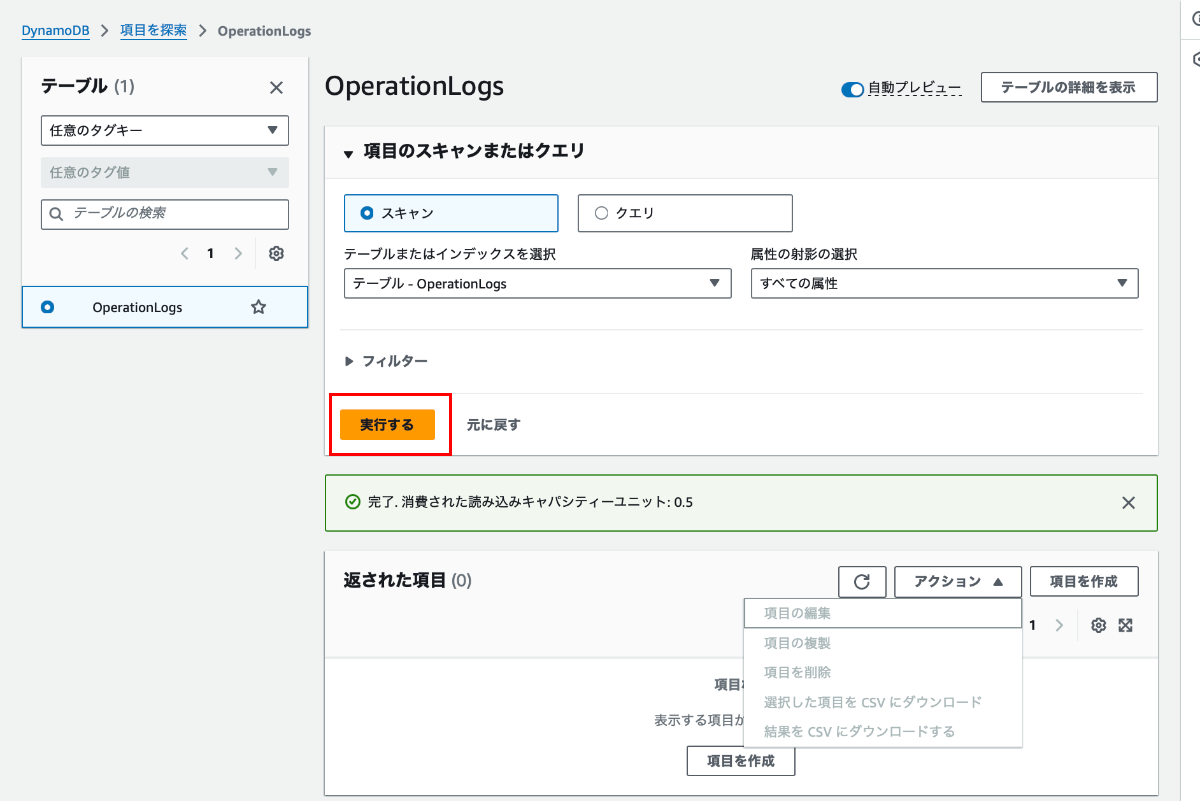 DynamoDB > 項目を探索 > OperationLogs
テーブル (1)
任意のタグキー
任意のタグ値
テーブルの検索
1
OperationLogs
OperationLogs
自動プレビュー
テーブルの詳細を表示
項目のスキャンまたはクエリ
スキャン
クエリ
テーブルまたはインデックスを選択
属性の射影の選択
テーブル - OperationLogs
すべての属性
フィルター
実行する
元に戻す
完了. 消費された読み込みキャパシティーユニット: 0.5
返された項目 (0)
アクション
項目を作成
項目の編集
1
項目の複製
項目を削除
選択した項目を CSV にダウンロード
結果を CSV にダウンロードする
項目
表示する項目
項目を作成